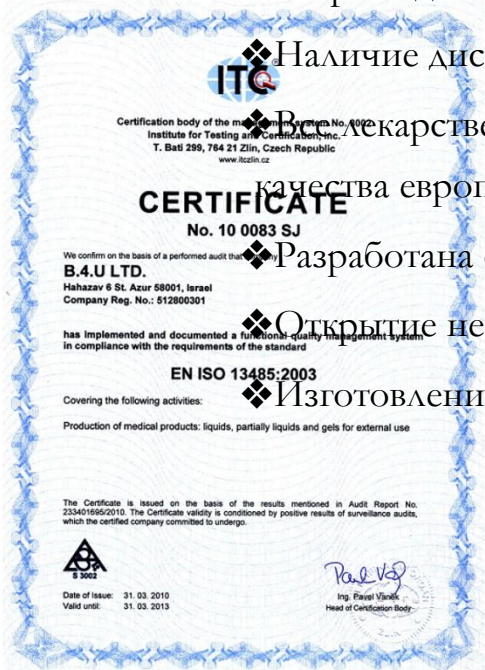 ITC
Наличие дис
Certification body of the management system No. 3002
Institute for Testing and Certification, Inc.
Все лекарстве
T. Bati 299, 764 21 Zlín, Czech Republic
www.itczlin.cz
качества европ
CERTIFICATE
No. 10 0083 SJ
We confirm on the basis of a performed audit that
Разработана
B.4.U LTD.
Hahazav 6 St. Azur 58001, Israel
Company Reg. No.: 512800301
Открытие не
has implemented and documented a functional quality management system
in compliance with the requirements of the standard
EN ISO 13485:2003
Изготовлени
Covering the following activities:
Production of medical products: liquids, partially liquids and gels for external use
The Certificate is issued on the basis of the results mentioned in Audit Report No.
233401695/2010. The Certificate validity is conditioned by positive results of surveillance audits,
which the certified company committed to undergo.
S 3002
Date of issue: 31. 03. 2010
Valid until: 31. 03. 2013
Ing. Pavel Vaněk
Head of Certification Body